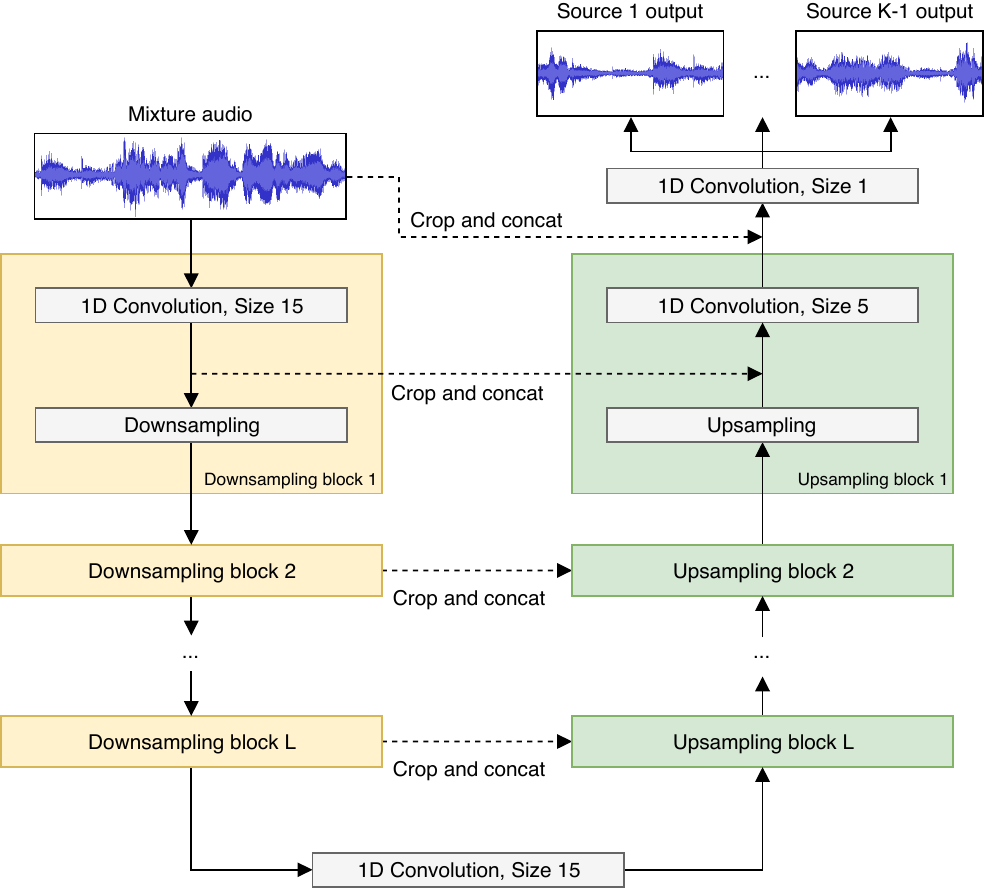 Source 1 output
Source K-1 output
...
Mixture audio
1D Convolution, Size 1
Crop and concat
1D Convolution, Size 15
1D Convolution, Size 5
Crop and concat
Downsampling
Upsampling
Downsampling block 1
Upsampling block 1
Downsampling block 2
Upsampling block 2
Crop and concat
...
...
Downsampling block L
Upsampling block L
Crop and concat
1D Convolution, Size 15